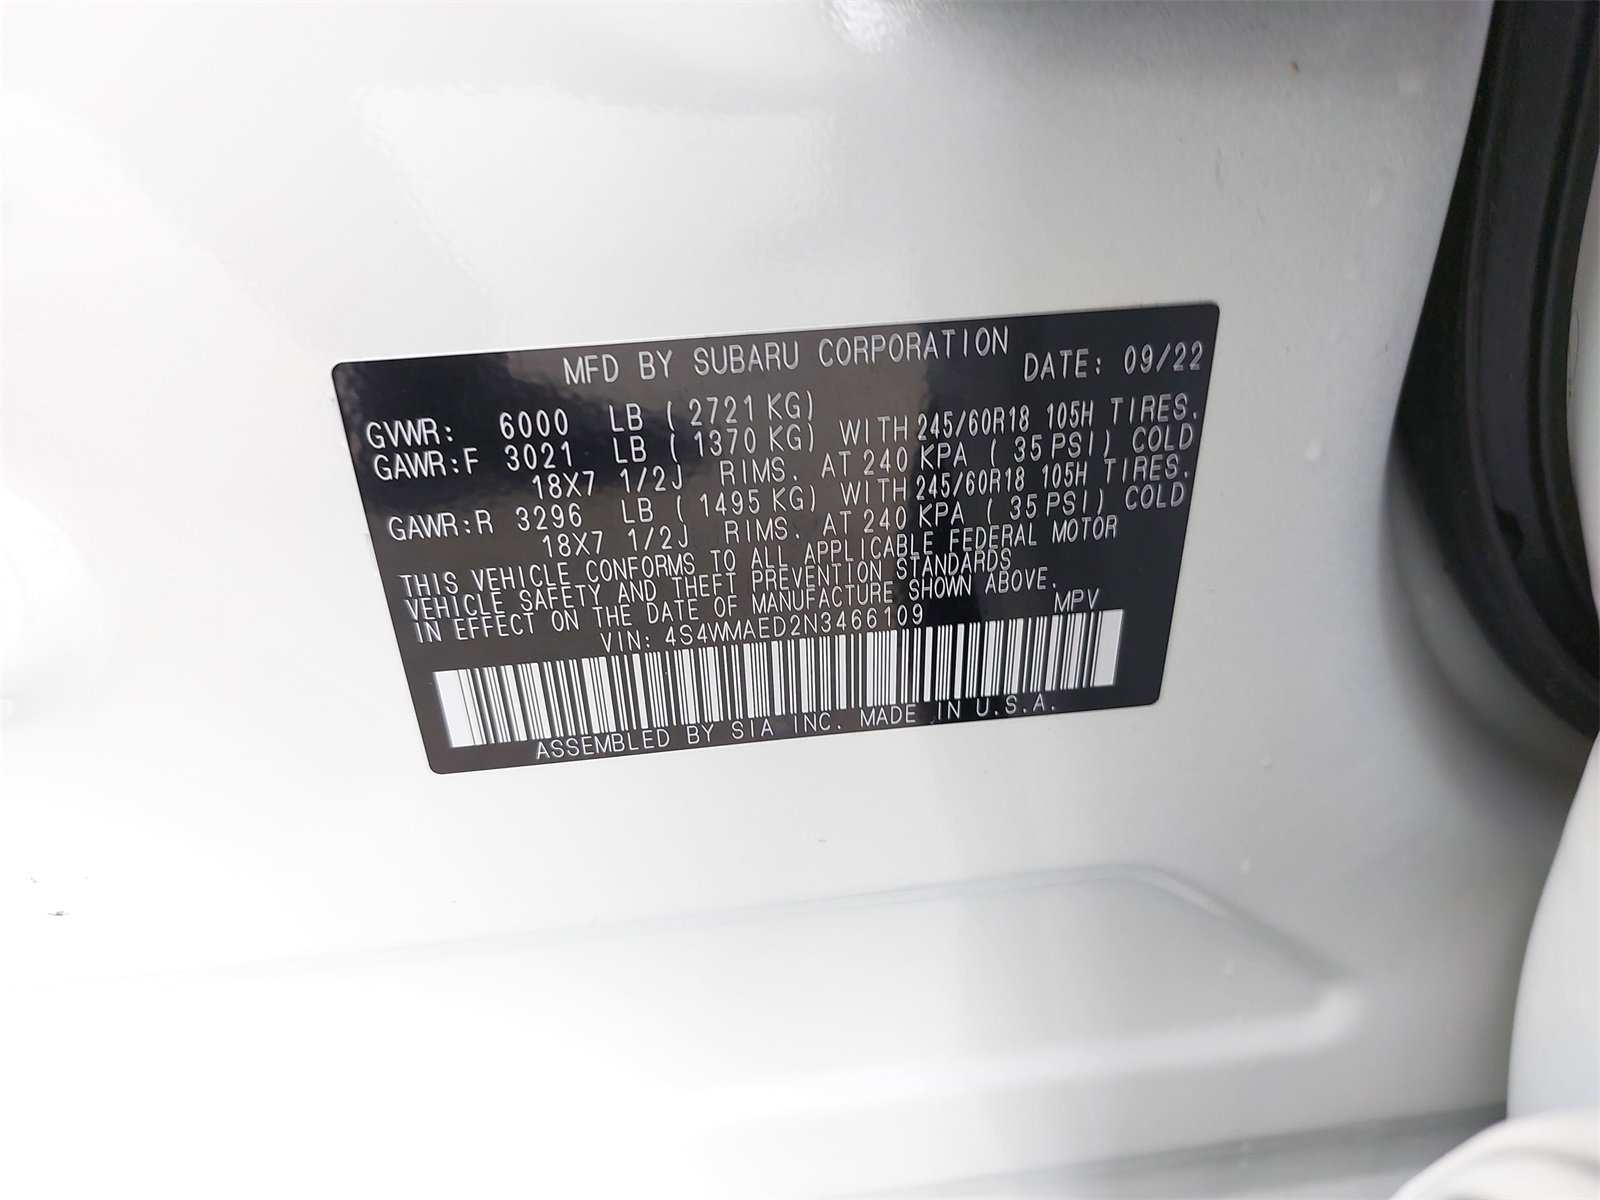 MFD BY SUBARU CORPORATION DATE: 09/22
GVWR: 6000 LB ( 2721 KG)
GAWR:F 3021 LB ( 1370 KG) WITH 245/60R18 105H TIRES.
18X7 1/2J RIMS. AT 240 KPA ( 35 PSI) COLD
GAWR:R 3296 LB ( 1495 KG) WITH 245/60R18 105H TIRES.
18X7 1/2J RIMS. AT 240 KPA ( 35 PSI) COLD
THIS VEHICLE CONFORMS TO ALL APPLICABLE FEDERAL MOTOR
VEHICLE SAFETY AND THEFT PREVENTION STANDARDS
IN EFFECT ON THE DATE OF MANUFACTURE SHOWN ABOVE.
VIN: 4S4WMAED2N3466109 MPV
ASSEMBLED BY SIA INC. MADE IN U.S.A.